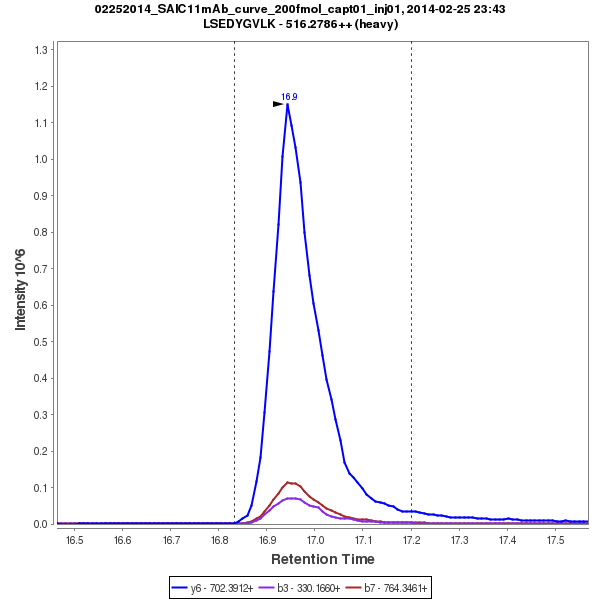 02252014_SAIC11mAb_curve_200fmol_capt01_inj01, 2014-02-25 23:43
LSEDYGVLK - 516.2786++ (heavy)
16.9
1.3
1.2
1.1
1.0
0.9
0.8
0.7
0.6
0.5
0.4
0.3
0.2
0.1
0.0
Intensity 10^6
16.5 16.6 16.7 16.8 16.9 17.0 17.1 17.2 17.3 17.4 17.5
Retention Time
y6 - 702.3912+ b3 - 330.1660+ b7 - 764.3461+